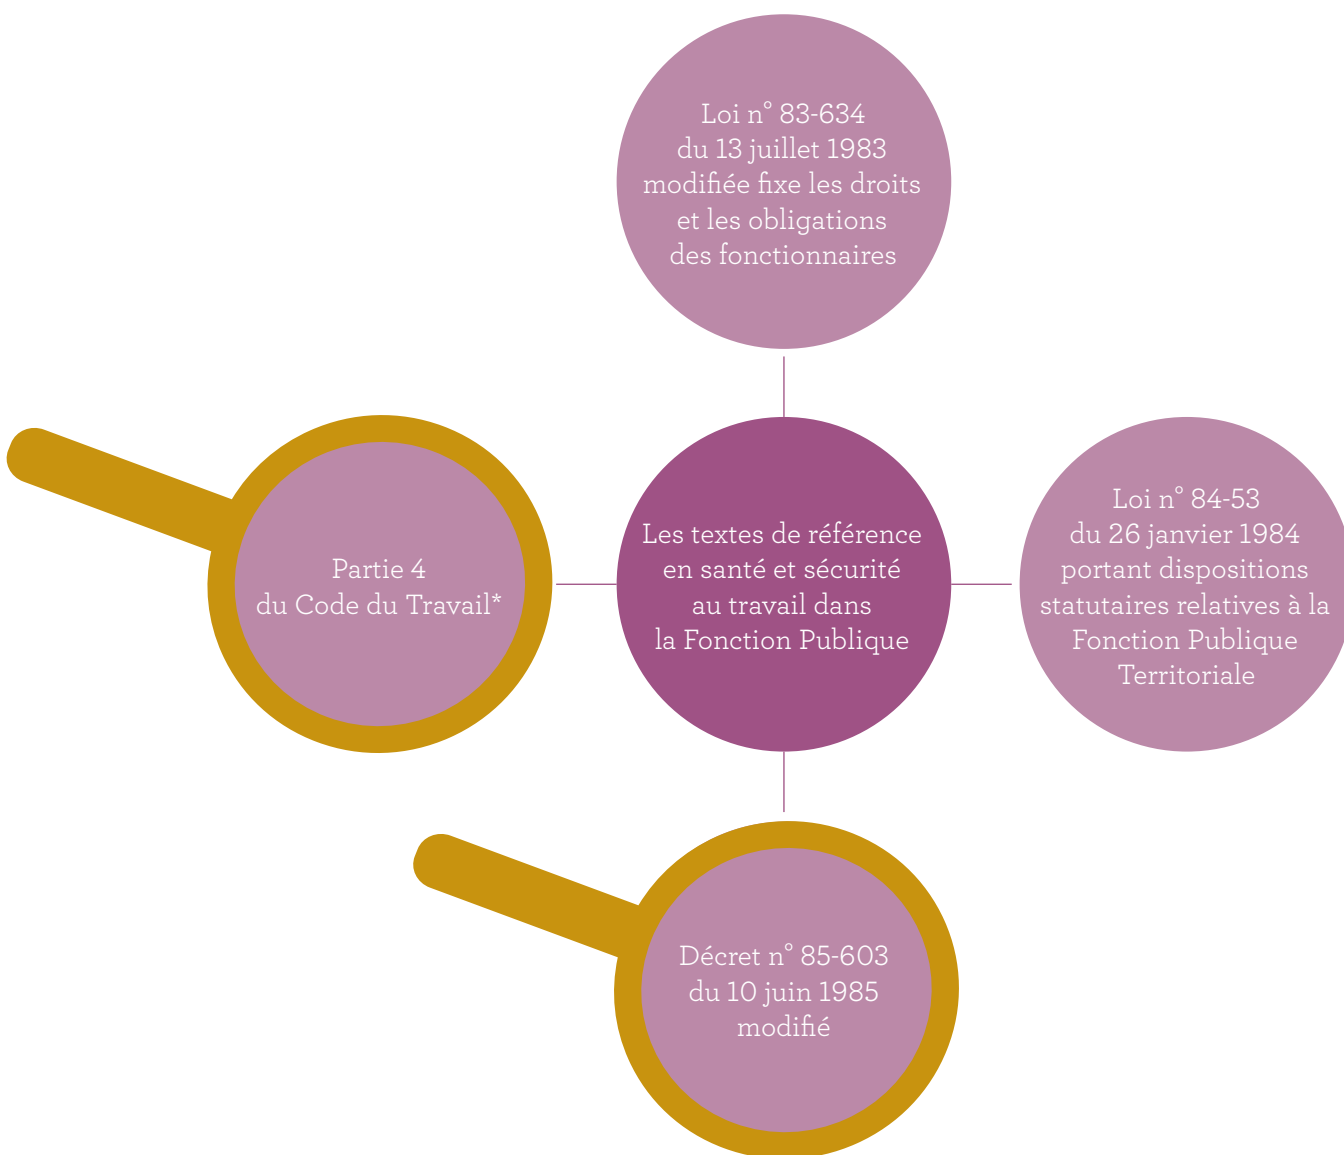 Loi n° 83-634
du 13 juillet 1983
modifiée fixe les droits
et les obligations
des fonctionnaires
Partie 4
du Code du Travail*
Les textes de référence
en santé et sécurité
au travail dans
la Fonction Publique
Loi n° 84-53
du 26 janvier 1984
portant dispositions
statutaires relatives à la
Fonction Publique
Territoriale
Décret n° 85-603
du 10 juin 1985
modifié